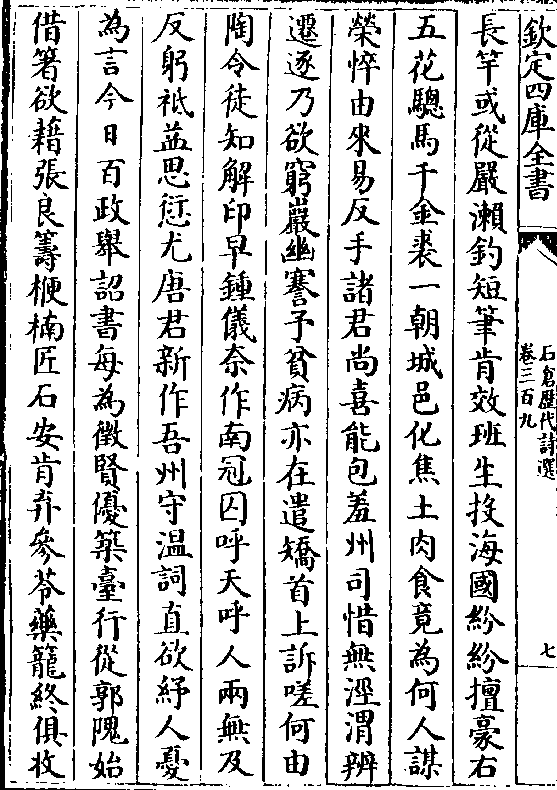 欽定四庫全書
石倉歷代詩選
卷三百九
七
長竿或從嚴瀨釣短筆肯效班生投海國紛紛擅豪右
五花驄馬千金裘一朝城邑化焦土肉食竟為何人謀
榮悴由來易反手諸君尚喜能包羞州司惜無涇渭辨
遷逐乃欲窮巖幽謇予貧病亦在遣矯首上訴嗟何由
陶令徒知解印早鍾儀奈作南冠囚呼天呼人兩無及
反躬祗益思愆尤唐君新作吾州守溫詞直欲紓人憂
為言今日百政舉詔書每為徵賢優築臺行從郭隗始
借箸欲藉張良籌楩楠匠石安肯弃參苓藥籠終俱收